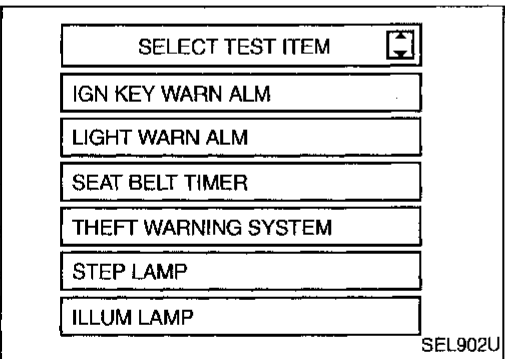 SELECT TEST ITEM
IGN KEY WARN ALM
LIGHT WARN ALM
SEAT BELT TIMER
THEFT WARNING SYSTEM
STEP LAMP
ILLUM LAMP
SEL902U